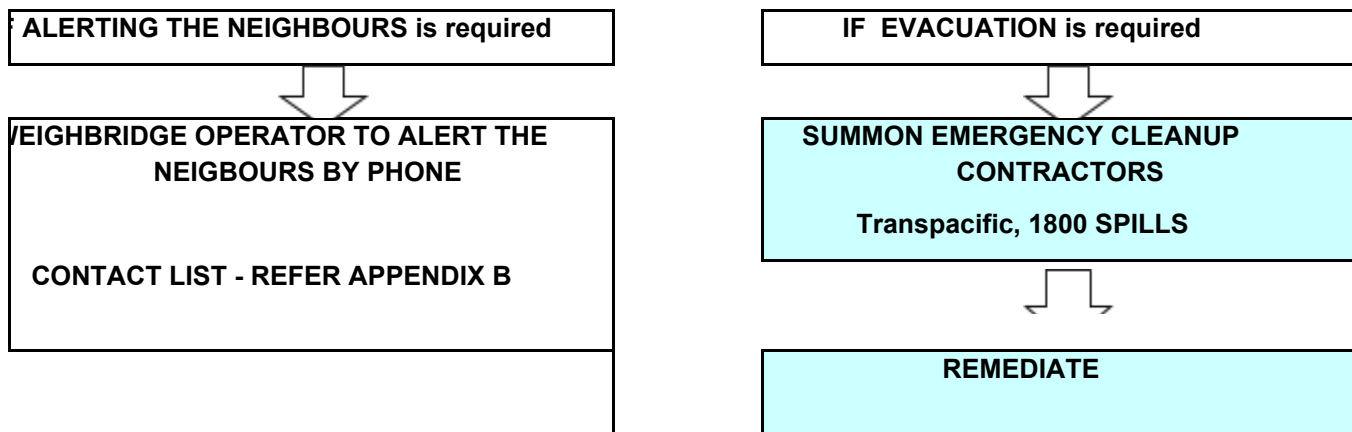 ALERTING THE NEIGHBOURS is required
EIGHBRIDGE OPERATOR TO ALERT THE
NEIGBOURS BY PHONE
CONTACT LIST - REFER APPENDIX B
IF EVACUATION is required
SUMMON EMERGENCY CLEANUP
CONTRACTORS
Transpacific, 1800 SPILLS
REMEDIATE